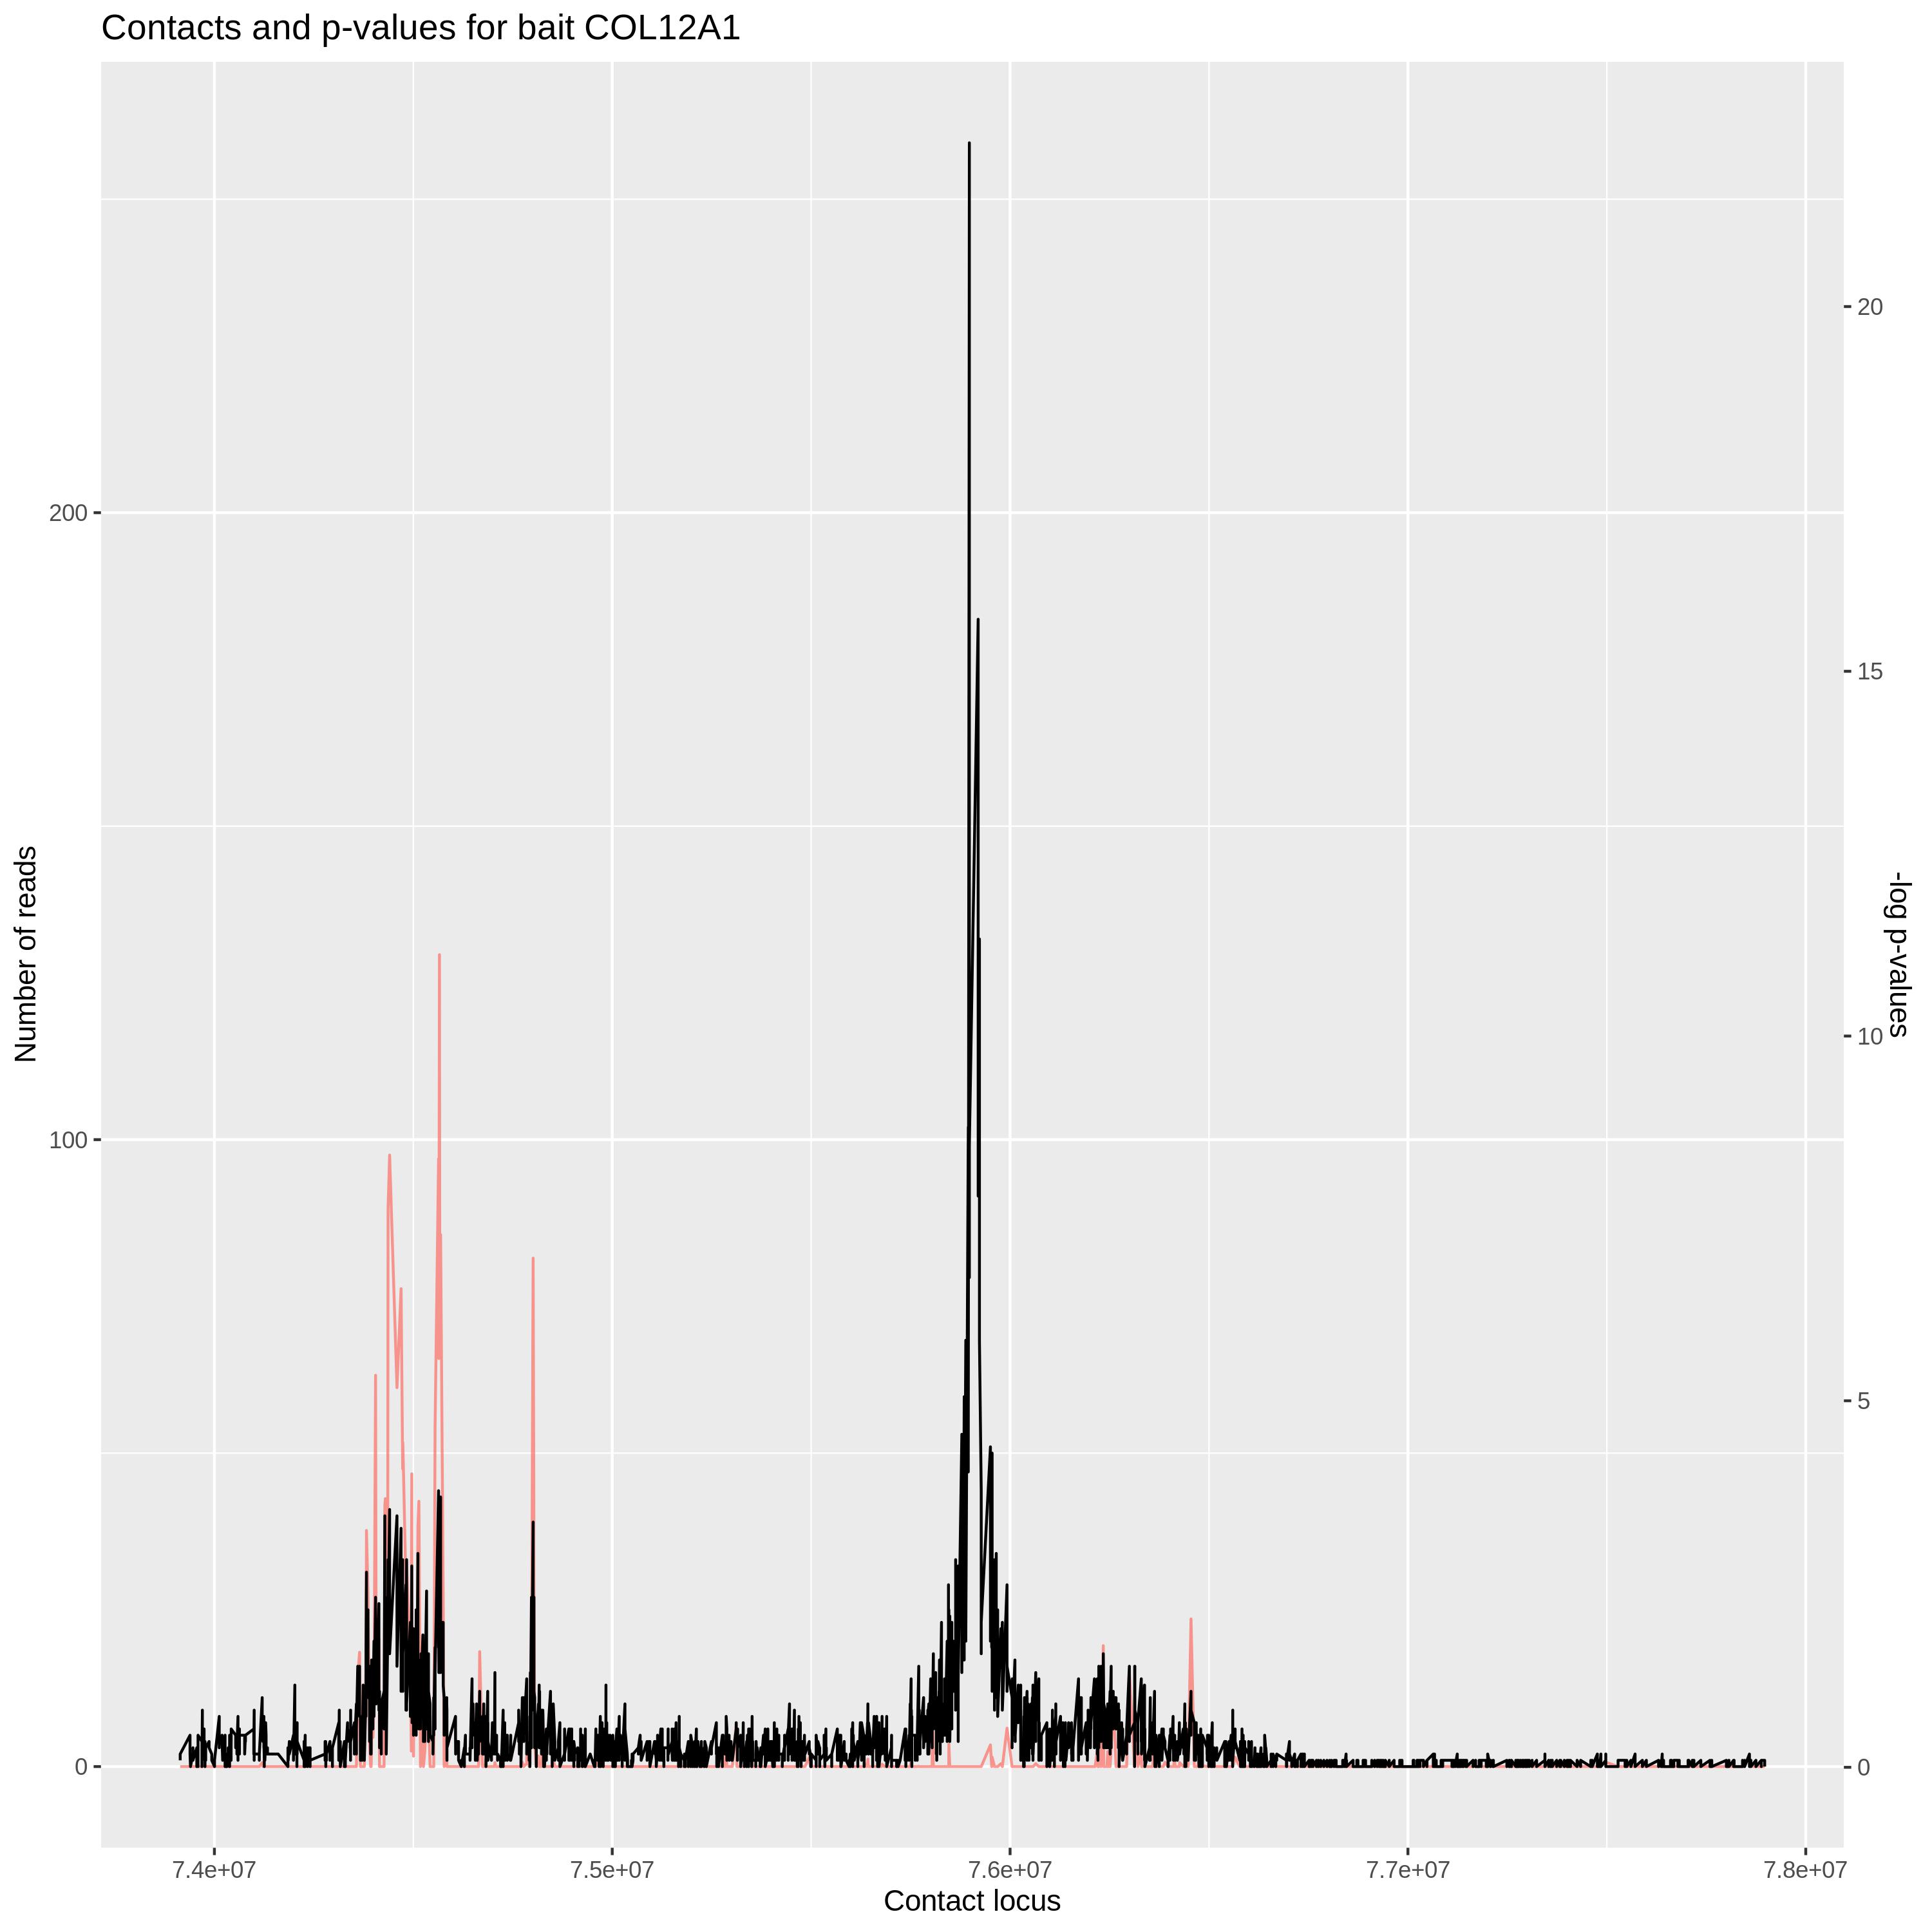 Contacts and p-values for bait COL12A1
Number of reads
200
100
0
20
15
10
5
0
-log p-values
7.4e+07
7.5e+07
7.6e+07
7.7e+07
7.8e+07
Contact locus